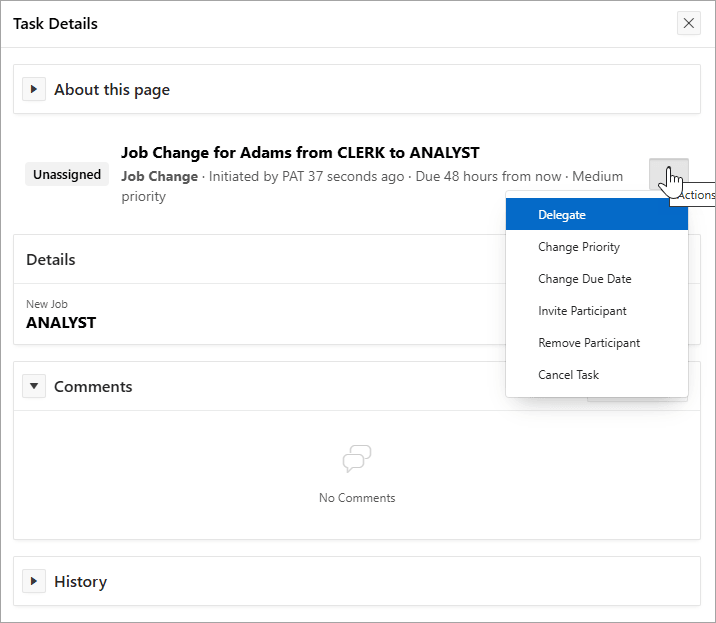 Task Details
About this page
Unassigned
Job Change for Adams from CLERK to ANALYST
Job Change · Initiated by PAT 37 seconds ago · Due 48 hours from now · Medium
priority
Actions
Delegate
Change Priority
Change Due Date
Invite Participant
Remove Participant
Cancel Task
Details
New Job
ANALYST
Comments
No Comments
History